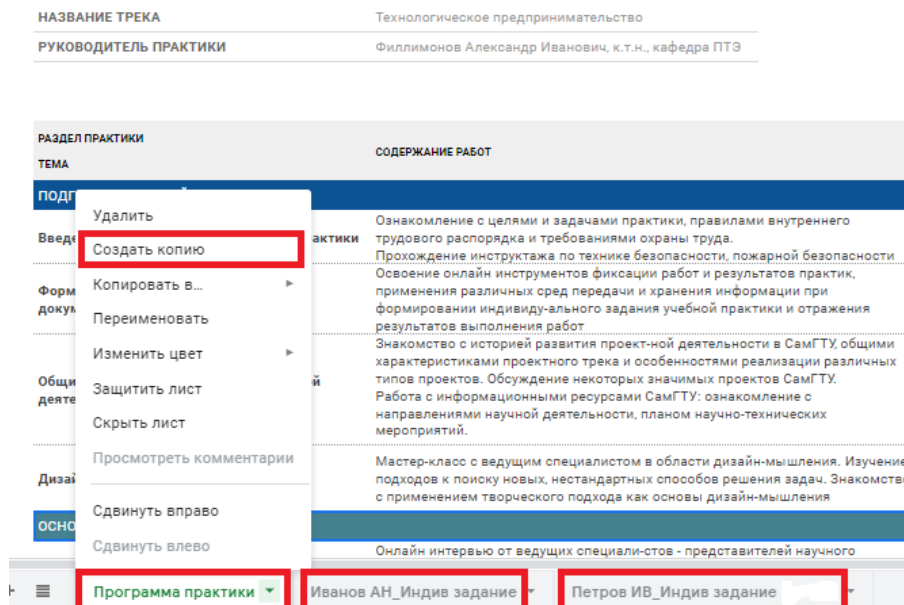 НАЗВАНИЕ ТРЕКА Технологическое предпринимательство
РУКОВОДИТЕЛЬ ПРАКТИКИ Филлимонов Александр Иванович, к.т.н., кафедра ПТЭ
РАЗДЕЛ ПРАКТИКИ
ТЕМА
СОДЕРЖАНИЕ РАБОТ
Ознакомление с целями и задачами практики, правилами внутреннего
трудового распорядка и требованиями охраны труда.
Прохождение инструктажа по технике безопасности, пожарной безопасности
Освоение онлайн инструментов фиксации работ и результатов практик,
применения различных сред передачи и хранения информации при
формировании индивиду-ального задания учебной практики и отражения
результатов выполнения работ
Знакомство с историей развития проект-ной деятельности в СамГТУ, общими
характеристиками проектного трека и особенностями реализации различных
типов проектов. Обсуждение некоторых значимых проектов СамГТУ.
Работа с информационными ресурсами СамГТУ: ознакомление с
направлениями научной деятельности, планом научно-технических
мероприятий.
Мастер-класс с ведущим специалистом в области дизайн-мышления. Изучение
подходов к поиску новых, нестандартных способов решения задач. Знакомство
с применением творческого подхода как основы дизайн-мышления
Онлайн интервью от ведущих специали-стов - представителей научного
Удалить
Создать копию
Копировать в...
Переименовать
Изменить цвет
Защитить лист
Скрыть лист
Просмотреть комментарии
Сдвинуть вправо
Сдвинуть влево
Программа практики Иванов АН_Индив задание Петров ИВ_Индив задание